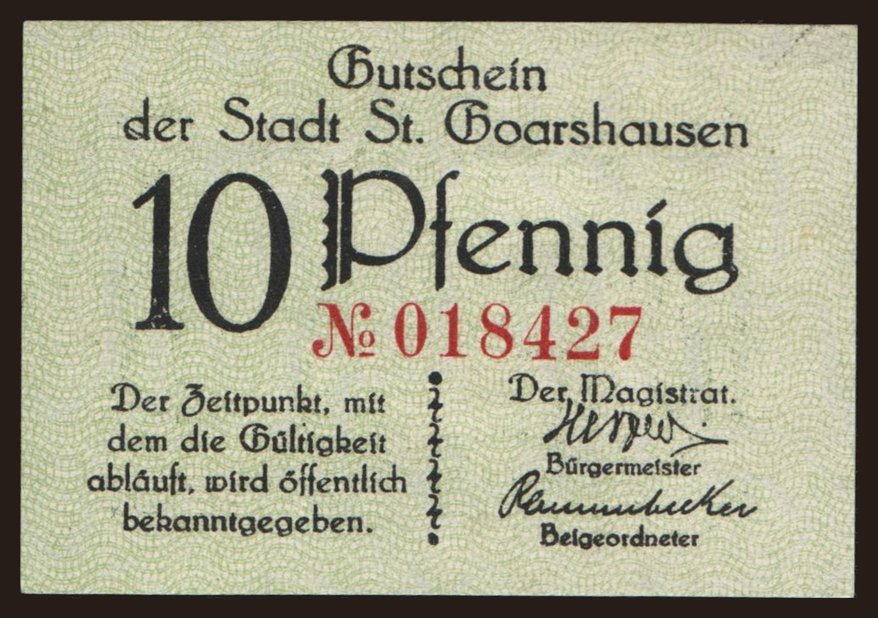 Gutschein
der Stadt St. Goarshausen
10 Pfennig
№ 018427
Der Zeitpunkt, mit
dem die Gültigkeit
abläuft, wird öffentlich
bekanntgegeben.
Der Magistrat.
Bürgermeister
Beigeordneter